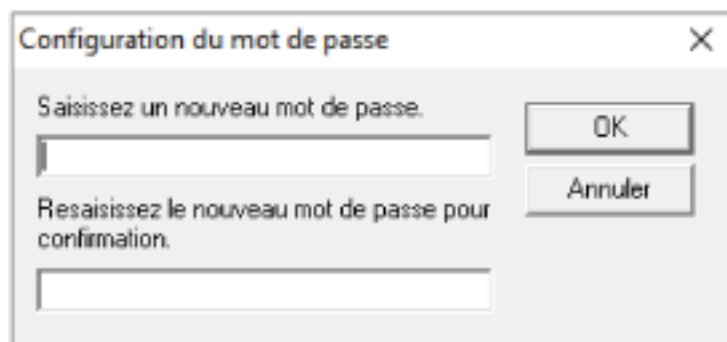 Configuration du mot de passe
Saisissez un nouveau mot de passe.
OK
Annuler
Resaisissez le nouveau mot de passe pour
confirmation.